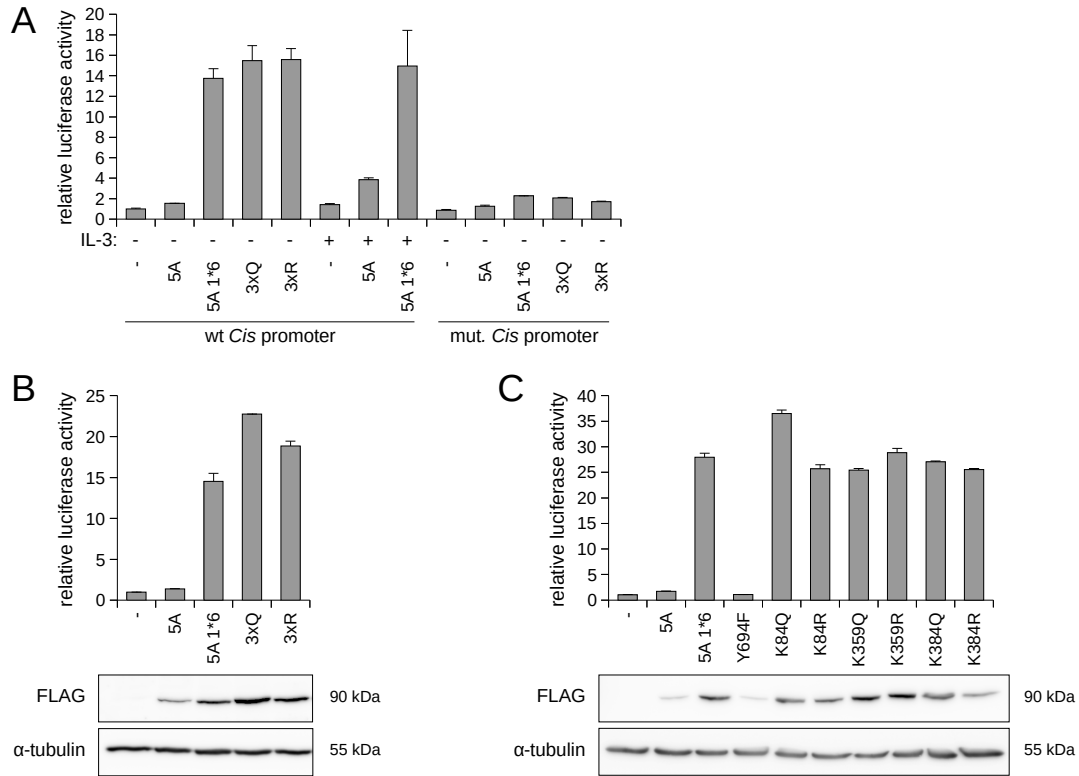 A
relative luciferase activity
20
18
16
14
12
10
8
6
4
2
0
IL-3: - - - - - + + + - - - - -
- 5A 5A 1*6 3xQ 3xR - 5A 5A 1*6 - 5A 5A 1*6 3xQ 3xR
wt Cis promoter mut. Cis promoter
B
relative luciferase activity
25
20
15
10
5
0
- 5A 5A 1*6 3xQ 3xR
FLAG 90 kDa
α-tubulin 55 kDa
C
relative luciferase activity
40
35
30
25
20
15
10
5
0
- 5A 5A 1*6 Y694F K84Q K84R K359Q K359R K384Q K384R
FLAG 90 kDa
α-tubulin 55 kDa